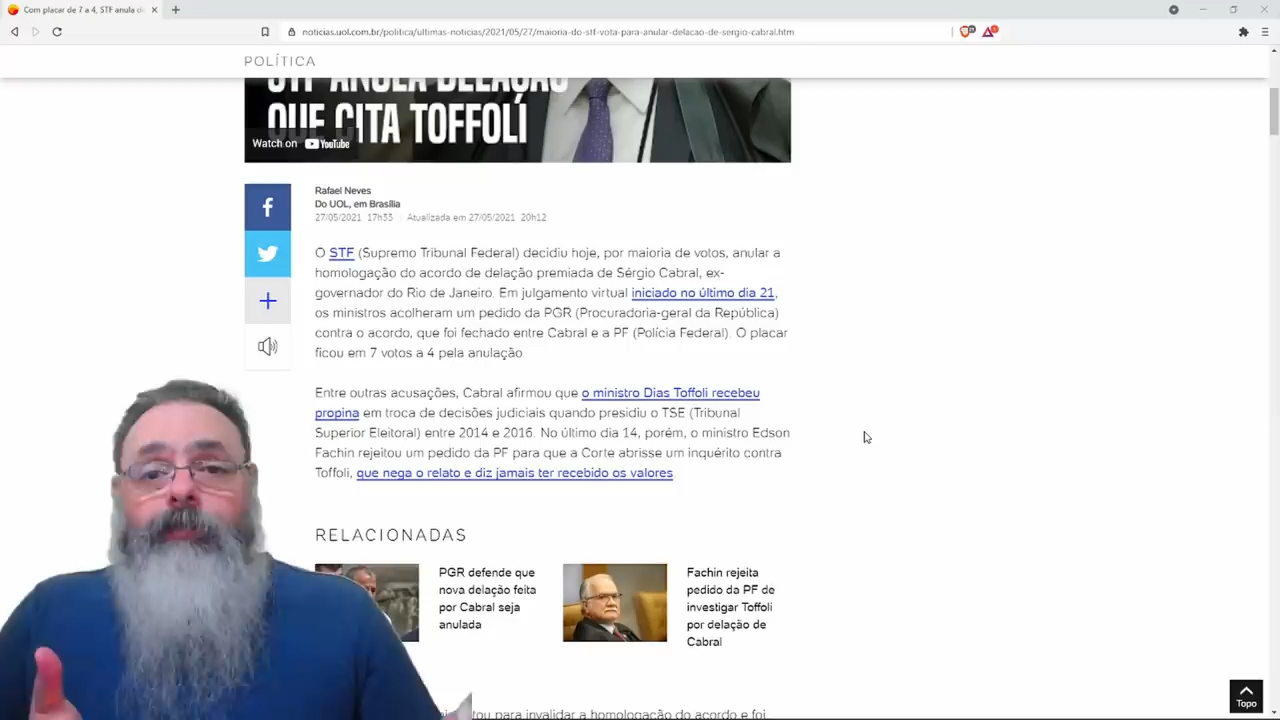 Com placar de 7 a 4, STF anula d
noticias.uol.com.br/politica/ultimas-noticias/2021/05/27/maioria-do-stf-vota-para-anular-delacao-de-sergio-cabral.htm
POLÍTICA
STF ANULA DELAÇÃO
QUE CITA TOFFOLI
Watch on YouTube
Rafael Neves
Do UOL, em Brasília
27/05/2021 17h35 Atualizada em 27/05/2021 20h12
O STF (Supremo Tribunal Federal) decidiu hoje, por maioria de votos, anular a
homologação do acordo de delação premiada de Sérgio Cabral, ex-
governador do Rio de Janeiro. Em julgamento virtual iniciado no último dia 21,
os ministros acolheram um pedido da PGR (Procuradoria-geral da República)
contra o acordo, que foi fechado entre Cabral e a PF (Polícia Federal). O placar
ficou em 7 votos a 4 pela anulação.
Entre outras acusações, Cabral afirmou que o ministro Dias Toffoli recebeu
propina em troca de decisões judiciais quando presidiu o TSE (Tribunal
Superior Eleitoral) entre 2014 e 2016. No último dia 14, porém, o ministro Edson
Fachin rejeitou um pedido da PF para que a Corte abrisse um inquérito contra
Toffoli, que nega o relato e diz jamais ter recebido os valores
RELACIONADAS
PGR defende que
nova delação feita
por Cabral seja
anulada
Fachin rejeita
pedido da PF de
investigar Toffoli
por delação de
Cabral
tou para invalidar a homologação do acordo e foi
Topo